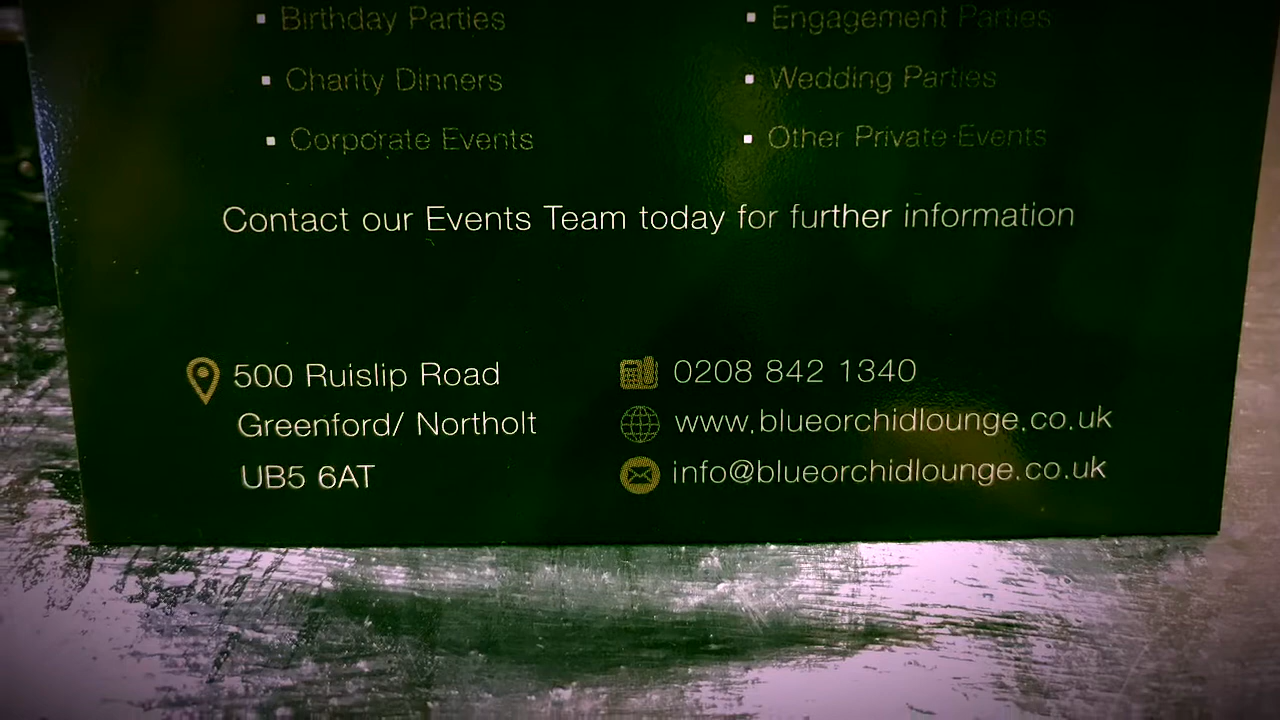 Birthday Parties
Engagement Parties
Charity Dinners
Wedding Parties
Corporate Events
Other Private Events
Contact our Events Team today for further information
500 Ruislip Road
Greenford/ Northolt
UB5 6AT
0208 842 1340
www.blueorchidlounge.co.uk
info@blueorchidlounge.co.uk